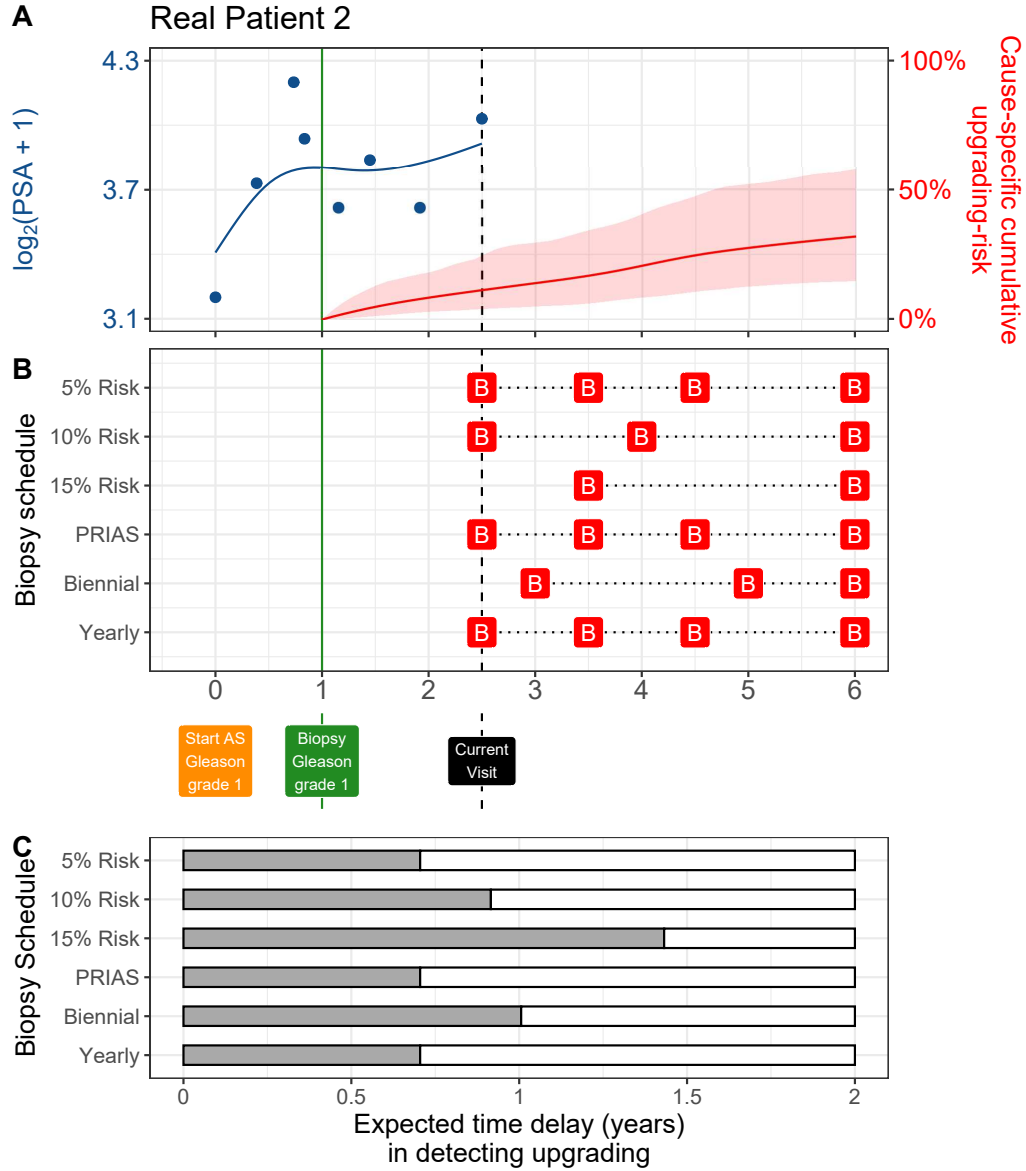 A
Real Patient 2
4.3
3.7
3.1
log2(PSA + 1)
100%
50%
0%
Cause-specific cumulative
upgrading-risk
B
Biopsy schedule
5% Risk B B B B
10% Risk B B B
15% Risk B B
PRIAS B B B B
Biennial B B B
Yearly B B B B
0 1 2 3 4 5 6
Start AS
Gleason
grade 1
Biopsy
Gleason
grade 1
Current
Visit
C
Biopsy Schedule
5% Risk
10% Risk
15% Risk
PRIAS
Biennial
Yearly
0 0.5 1 1.5 2
Expected time delay (years)
in detecting upgrading